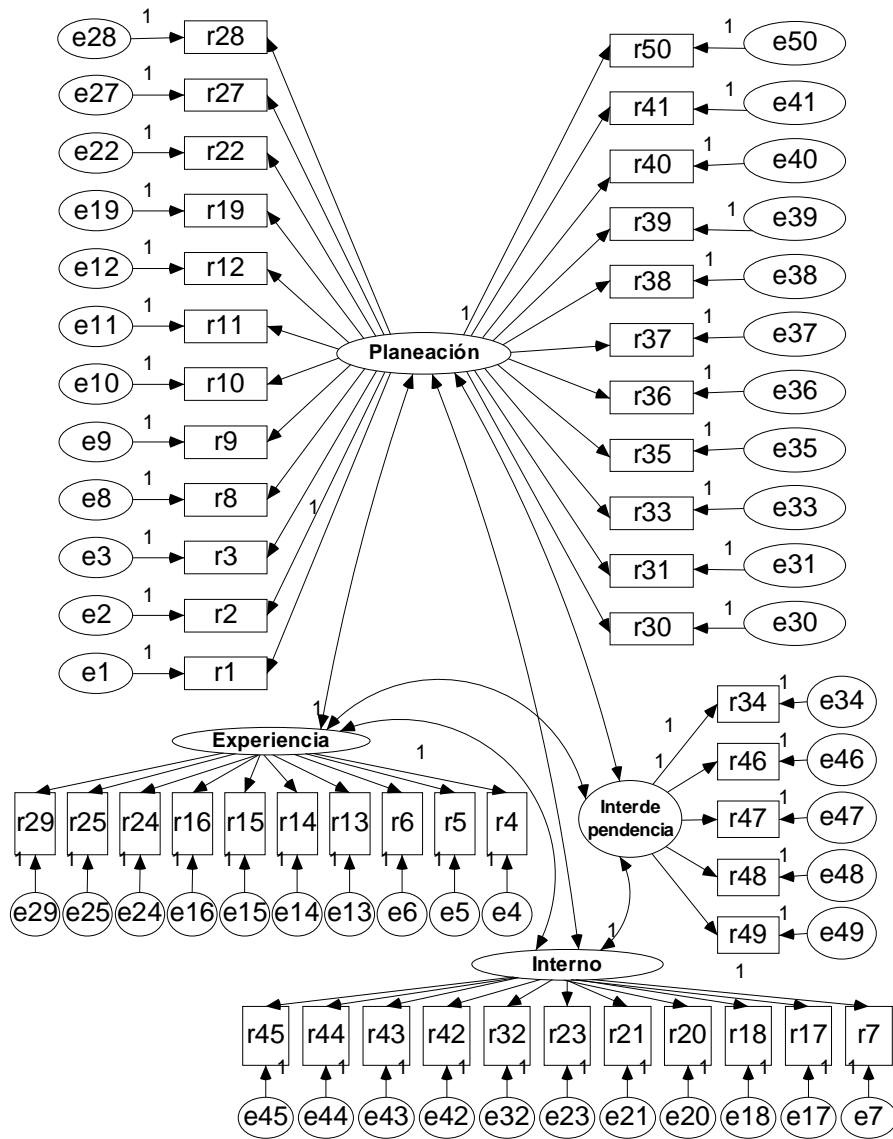 1
e28 r28
1
e27 r27
1
e22 r22
1
e19 r19
1
e12 r12
1
e11 r11
1
e10 r10
1
e9 r9
1
e8 r8
1
e3 r3
1
e2 r2
1
e1 r1
1
r50 e50
1
r41 e41
1
r40 e40
1
r39 e39
1
r38 e38
1
r37 e37
1
r36 e36
1
r35 e35
1
r33 e33
1
r31 e31
1
r30 e30
1
Planeación
1
1
Experiencia
1
r29 r25 r24 r16 r15 r14 r13 r6 r5 r4
1 1 1 1 1 1 1 1 1 1
e29 e25 e24 e16 e15 e14 e13 e6 e5 e4
1
r34 e34
1
1
1
r46 e46
Interde
pendencia
1
r47 e47
1
r48 e48
1
r49 e49
1
Interno
1
r45 r44 r43 r42 r32 r23 r21 r20 r18 r17 r7
1 1 1 1 1 1 1 1 1 1 1
e45 e44 e43 e42 e32 e23 e21 e20 e18 e17 e7